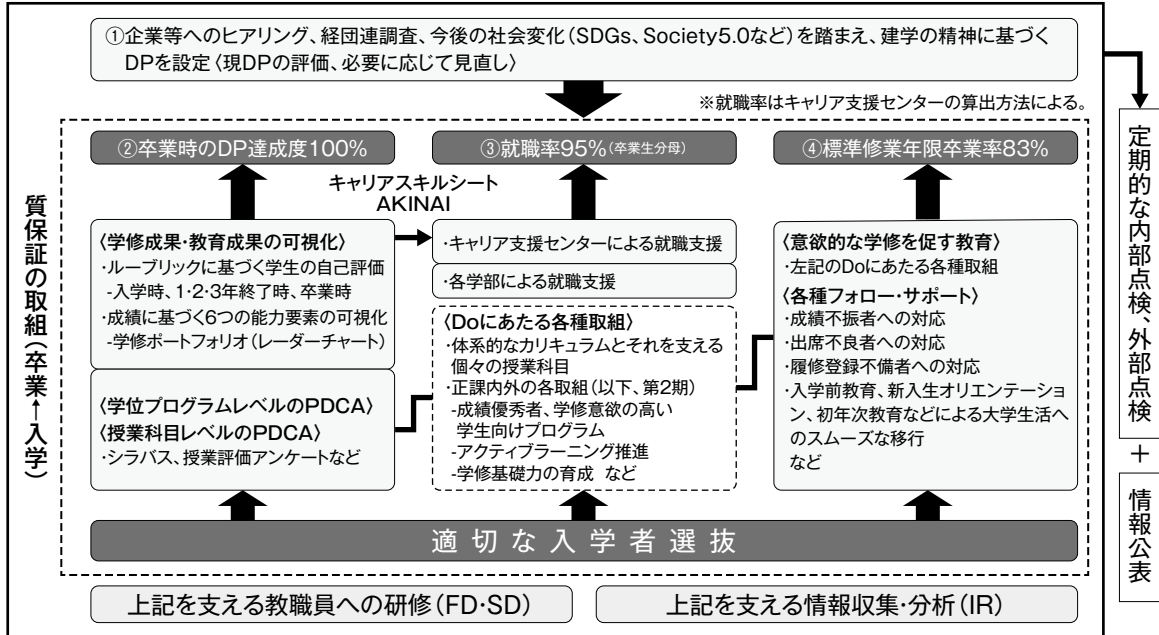 ①企業等へのヒアリング、経団連調査、今後の社会変化（SDGs、Society5.0など）を踏まえ、建学の精神に基づく
DPを設定〈現DPの評価、必要に応じて見直し〉
※就職率はキャリア支援センターの算出方法による。
質保証の取組（卒業←入学）
②卒業時のDP達成度100%
③就職率95%（卒業生分母）
④標準修業年限卒業率83%
キャリアスキルシート
AKINAI
〈学修成果・教育成果の可視化〉
・ルーブリックに基づく学生の自己評価
-入学時、1・2・3年終了時、卒業時
・成績に基づく6つの能力要素の可視化
-学修ポートフォリオ（レーダーチャート）
〈学位プログラムレベルのPDCA〉
〈授業科目レベルのPDCA〉
・シラバス、授業評価アンケートなど
・キャリア支援センターによる就職支援
・各学部による就職支援
〈Doにあたる各種取組〉
・体系的なカリキュラムとそれを支える
個々の授業科目
・正課内外の各取組（以下、第2期）
-成績優秀者、学修意欲の高い
学生向けプログラム
-アクティブラーニング推進
-学修基礎力の育成 など
〈意欲的な学修を促す教育〉
・左記のDoにあたる各種取組
〈各種フォロー・サポート〉
・成績不振者への対応
・出席不良者への対応
・履修登録不備者への対応
・入学前教育、新入生オリエンテーショ
ン、初年次教育などによる大学生活へ
のスムーズな移行
など
適切な入学者選抜
上記を支える教職員への研修（FD・SD）
上記を支える情報収集・分析（IR）
定期的な内部点検、外部点検
＋
情報公表